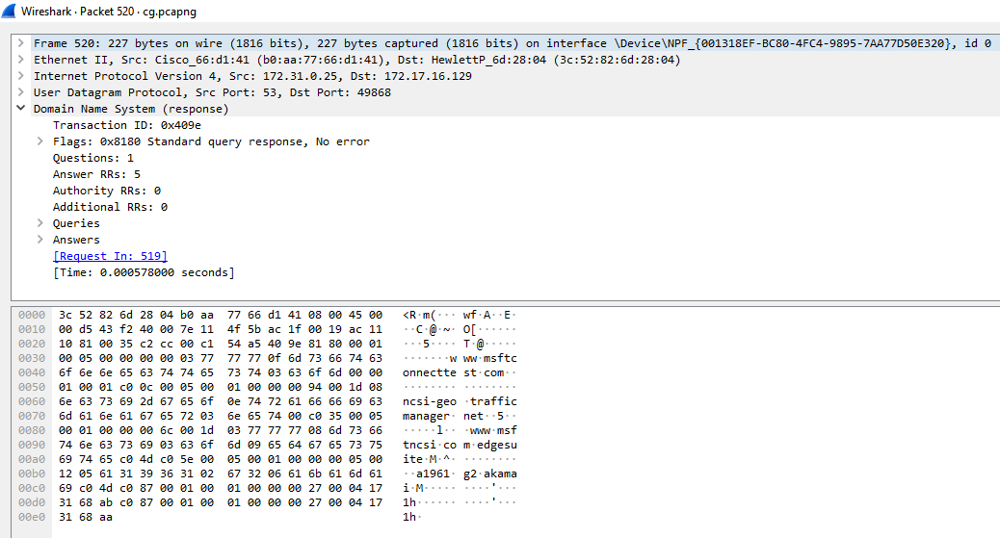 Wireshark · Packet 520 · cg.pcapng
Frame 520: 227 bytes on wire (1816 bits), 227 bytes captured (1816 bits) on interface \Device\NPF_{001318EF-BC80-4FC4-9895-7AA77D50E320}, id 0
Ethernet II, Src: Cisco_66:d1:41 (b0:aa:77:66:d1:41), Dst: HewlettP_6d:28:04 (3c:52:82:6d:28:04)
Internet Protocol Version 4, Src: 172.31.0.25, Dst: 172.17.16.129
User Datagram Protocol, Src Port: 53, Dst Port: 49868
Domain Name System (response)
Transaction ID: 0x409e
Flags: 0x8180 Standard query response, No error
Questions: 1
Answer RRs: 5
Authority RRs: 0
Additional RRs: 0
Queries
Answers
[Request In: 519]
[Time: 0.000578000 seconds]
0000 3c 52 82 6d 28 04 b0 aa 77 66 d1 41 08 00 45 00 <R·m(··· wf·A··E·
0010 00 d5 43 f2 40 00 7e 11 4f 5b ac 1f 00 19 ac 11 ··C·@·~· O[······
0020 10 81 00 35 c2 cc 00 c1 54 a5 40 9e 81 80 00 01 ···5···· T·@·····
0030 00 05 00 00 00 00 03 77 77 77 0f 6d 73 66 74 63 ·······w ww·msftc
0040 6f 6e 6e 65 63 74 74 65 73 74 03 63 6f 6d 00 00 onnectte st·com··
0050 01 00 01 c0 0c 00 05 00 01 00 00 00 94 00 1d 08 ········ ········
0060 6e 63 73 69 2d 67 65 6f 0e 74 72 61 66 66 69 63 ncsi-geo ·traffic
0070 6d 61 6e 61 67 65 72 03 6e 65 74 00 c0 35 00 05 manager· net··5··
0080 00 01 00 00 00 6c 00 1d 03 77 77 77 08 6d 73 66 ·····l·· ·www·msf
0090 74 6e 63 73 69 03 63 6f 6d 09 65 64 67 65 73 75 tncsi·co m·edgesu
00a0 69 74 65 c0 4d c0 5e 00 05 00 01 00 00 00 05 00 ite·M·^· ········
00b0 12 05 61 31 39 36 31 02 67 32 06 61 6b 61 6d 61 ··a1961· g2·akama
00c0 69 c0 4d c0 87 00 01 00 01 00 00 00 27 00 04 17 i·M····· ····'···
00d0 31 68 ab c0 87 00 01 00 01 00 00 00 27 00 04 17 1h······ ····'···
00e0 31 68 aa 1h·